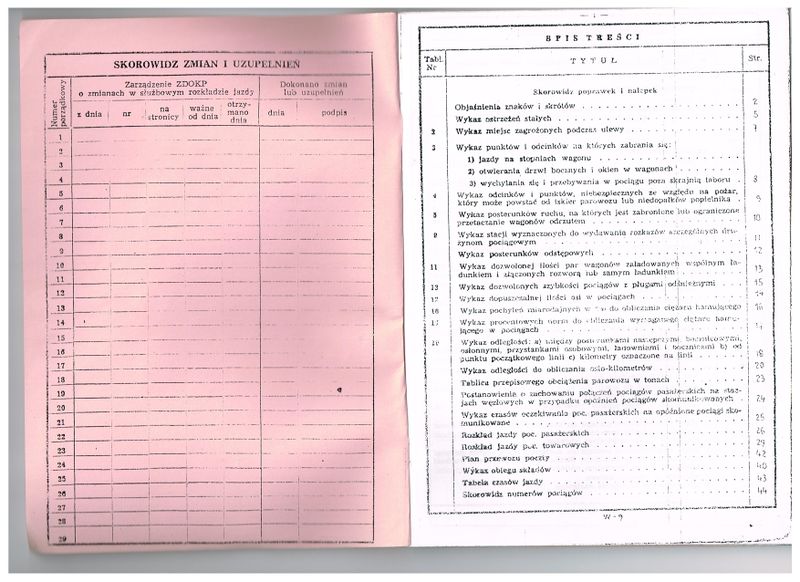 SKOROWIDZ ZMIAN I UZUPEŁNIEŃ
Numer porządkowy
Zarządzenie ZDOKP
o zmianach w służbowym rozkładzie jazdy
Dokonano zmian
lub uzupełnień
z dnia
nr
na stronicy
ważne od dnia
otrzymano dnia
dnia
podpis
1
2
3
4
5
6
7
8
9
10
11
12
13
14
15
16
17
18
19
20
21
22
23
24
25
26
27
28
29
— 1 —
SPIS TREŚCI
Tabl. Nr
TYTUŁ
Str.
Skorowidz poprawek i nalepek
Objaśnienia znaków i skrótów 2
Wykaz ostrzeżeń stałych 5
2 Wykaz miejsc zagrożonych podczas ulewy 7
3 Wykaz punktów i odcinków na których zabrania się:
1) jazdy na stopniach wagonu
2) otwierania drzwi bocznych i okien w wagonach
3) wychylania się i przebywania w pociągu poza skrajnią taboru 8
4 Wykaz odcinków i punktów, niebezpiecznych ze względu na pożar,
który może powstać od iskier parowozu lub niedopałków popielnika 9
Wykaz posterunków ruchu, na których jest zabronione lub ograniczone
przetaczanie wagonów odrzutem 10
Wykaz stacji wyznaczonych do wydawania rozkazów szczególnych drużynom pociągowym 11
Wykaz posterunków odstępowych 12
11 Wykaz dozwolonej ilości par wagonów załadowanych wspólnym ładunkiem i złączonych rozworą lub samym ładunkiem 13
Wykaz dozwolonych szybkości pociągów z pługami odśnieżnymi 15
Wykaz dopuszczalnej ilości osi w pociągach 14
Wykaz pochyleń miarodajnych do obliczania ciężaru hamującego 16
Wykaz procentowych norm do obliczania wymaganego ciężaru hamującego w pociągach
Wykaz odległości: a) między posterunkami następczymi, bocznicowymi,
osłonnymi, przystankami osobowymi, ładowniami i bocznicami b) od
punktu początkowego linii c) kilometry oznaczone na linii 18
Wykaz odległości do obliczania osio-kilometrów 20
Tablica przepisowego obciążenia parowozu w tonach 23
Postanowienia o zachowaniu połączeń pociągów pasażerskich na stacjach węzłowych w przypadku opóźnień pociągów skomunikowanych 24
Wykaz czasów oczekiwania poc. pasażerskich na opóźnione pociągi skomunikowane 25
Rozkład jazdy poc. pasażerskich 26
Rozkład jazdy poc. towarowych 29
Plan przewozu poczty 42
Wykaz obiegu składów 40
Tabela czasów jazdy 43
Skorowidz numerów pociągów 44
W - 9